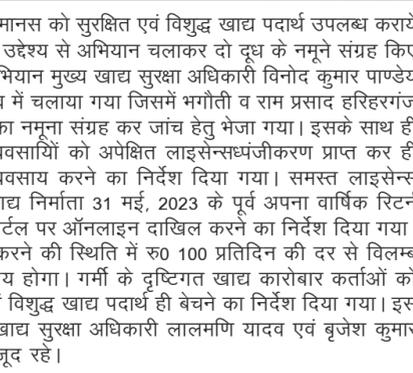 मानस को सुरक्षित एवं विशुद्ध खाद्य पदार्थ उपलब्ध कराये
उद्देश्य से अभियान चलाकर दो दूध के नमूने संग्रह किए
भियान मुख्य खाद्य सुरक्षा अधिकारी विनोद कुमार पाण्डेय
में चलाया गया जिसमें भगौती व राम प्रसाद हरिहरगंज
का नमूना संग्रह कर जांच हेतु भेजा गया। इसके साथ ही
वसायिों को अपेक्षित लाइसेन्सध्पंजीकरण प्राप्त कर ही
वसाय करने का निर्देश दिया गया। समस्त लाइसेन्स
ाद्य निर्माता 31 मई, 2023 के पूर्व अपना वार्षिक रिटर्न
र्टल पर ऑनलाइन दाखिल करने का निर्देश दिया गया
करने की स्थिति में रु0 100 प्रतिदिन की दर से विलम्ब
य होगा। गर्मी के दृष्टिगत खाद्य कारोबार कर्ताओं को
विशुद्ध खाद्य पदार्थ ही बेचने का निर्देश दिया गया। इस
खाद्य सुरक्षा अधिकारी लालमणि यादव एवं बृजेश कुमार
जूद रहे।